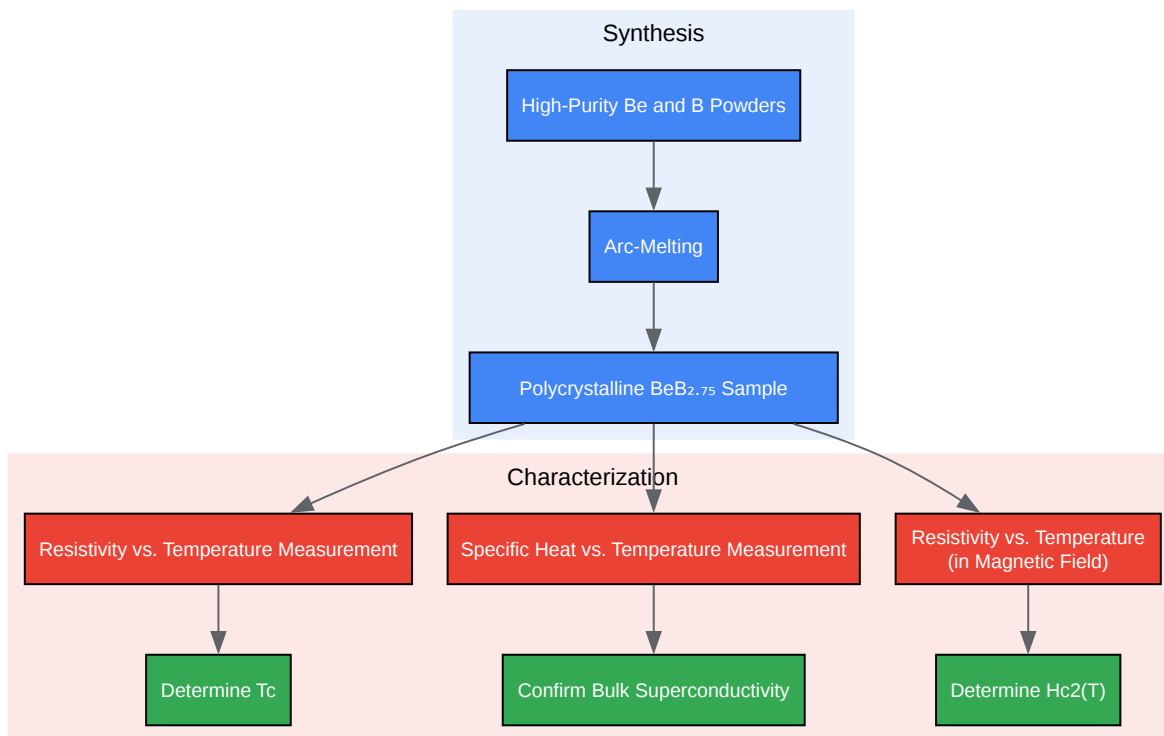 Synthesis
High-Purity Be and B Powders
Arc-Melting
Polycrystalline BeB₂.₇₅ Sample
Characterization
Resistivity vs. Temperature Measurement
Specific Heat vs. Temperature Measurement
Resistivity vs. Temperature
(in Magnetic Field)
Determine Tc
Confirm Bulk Superconductivity
Determine Hc2(T)